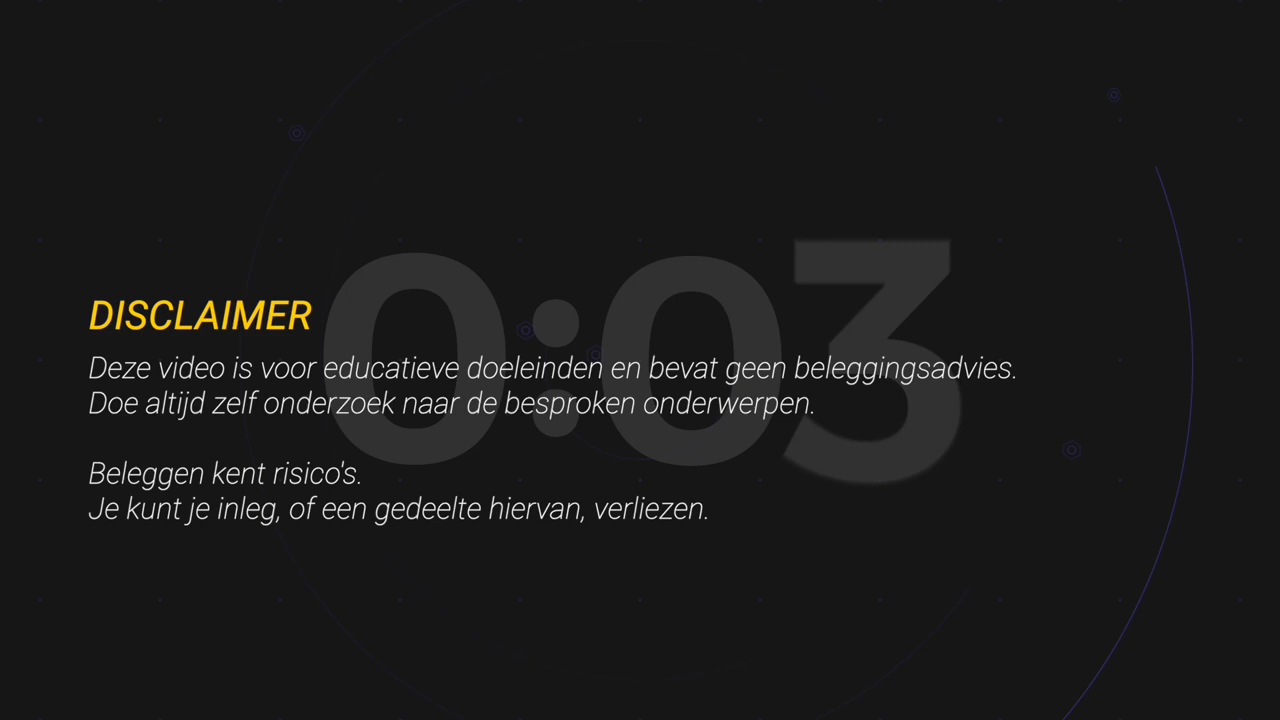 0:03
DISCLAIMER
Deze video is voor educatieve doeleinden en bevat geen beleggingsadvies.
Doe altijd zelf onderzoek naar de besproken onderwerpen.
Beleggen kent risico's.
Je kunt je inleg, of een gedeelte hiervan, verliezen.